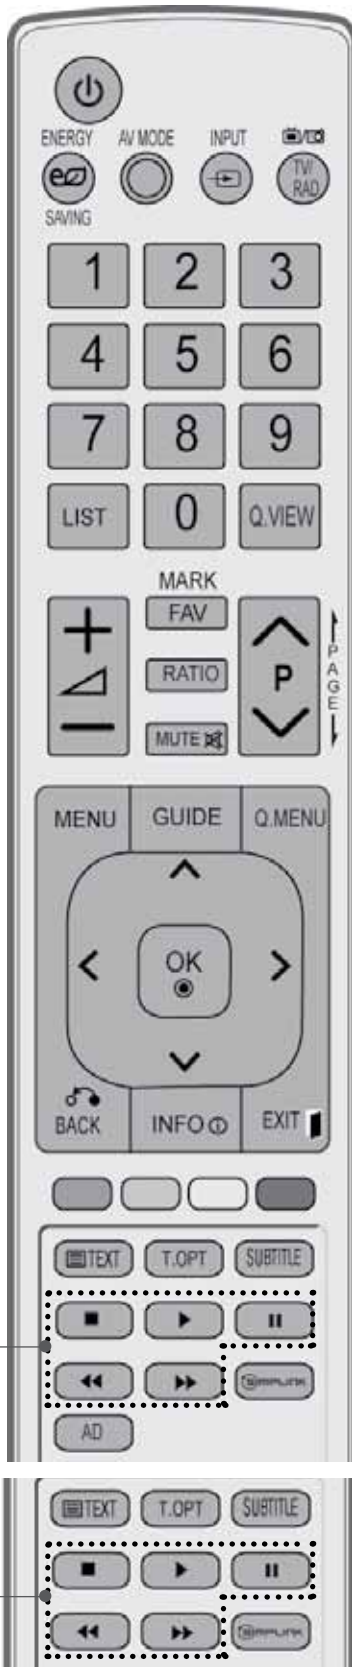 ENERGY AV MODE INPUT
TV/
RAD
SAVING
1 2 3
4 5 6
7 8 9
LIST 0 Q.VIEW
MARK
FAV
P
PAGE
RATIO
MUTE
MENU GUIDE Q.MENU
OK
BACK INFO EXIT
TEXT T.OPT SUBTITLE
SIMPLINK
AD
TEXT T.OPT SUBTITLE
SIMPLINK